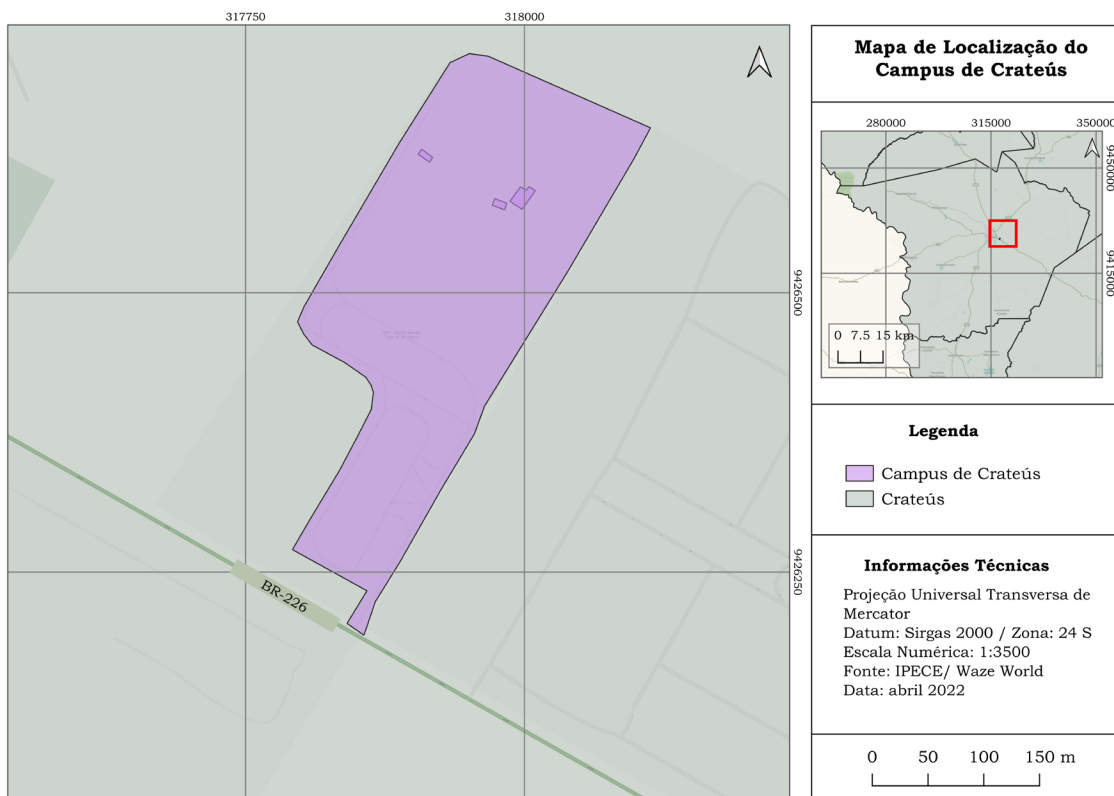 317750
318000
9426500
9426250
BR-226
Mapa de Localização do
Campus de Crateús
280000
315000
350000
9450000
9415000
0 7.5 15 km
Legenda
Campus de Crateús
Crateús
Informações Técnicas
Projeção Universal Transversa de
Mercator
Datum: Sirgas 2000 / Zona: 24 S
Escala Numérica: 1:3500
Fonte: IPECE/ Waze World
Data: abril 2022
0 50 100 150 m